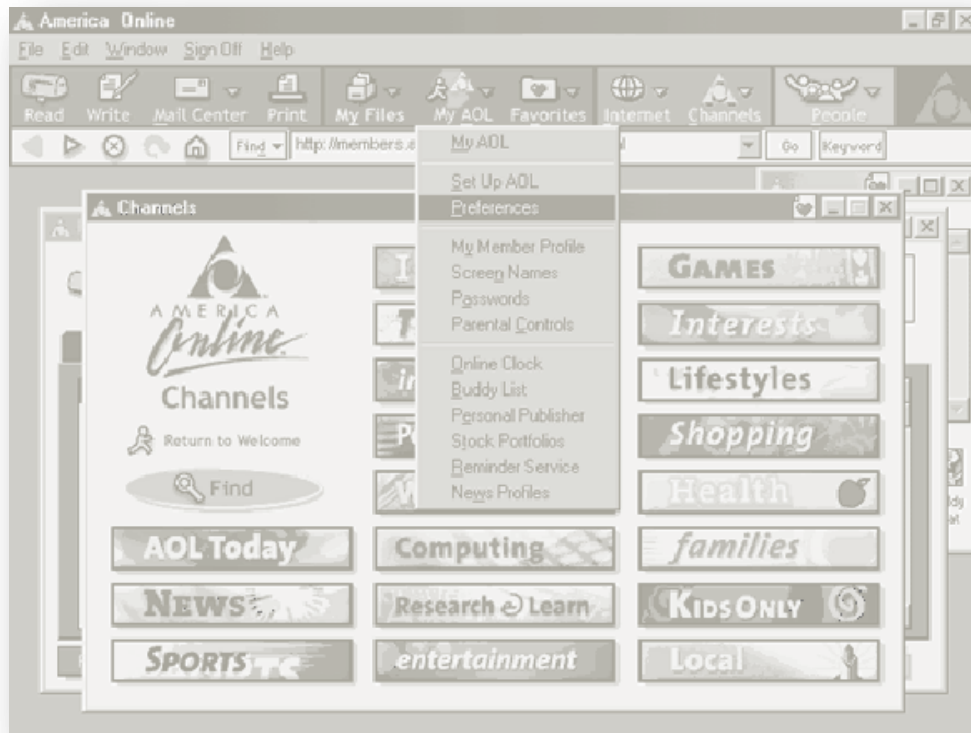 America Online
File Edit Window Sign Off Help
Read Write Mail Center Print My Files My AOL Favorites Internet Channels People
Find http://members.a Go Keyword
My AOL
Set Up AOL
Preferences
My Member Profile
Screen Names
Passwords
Parental Controls
Online Clock
Buddy List
Personal Publisher
Stock Portfolios
Reminder Service
News Profiles
Channels
AMERICA
Online
Channels
Return to Welcome
Find
AOL Today
NEWS
SPORTS
Computing
Research & Learn
entertainment
GAMES
Interests
Lifestyles
Shopping
Health
families
KIDS ONLY
Local